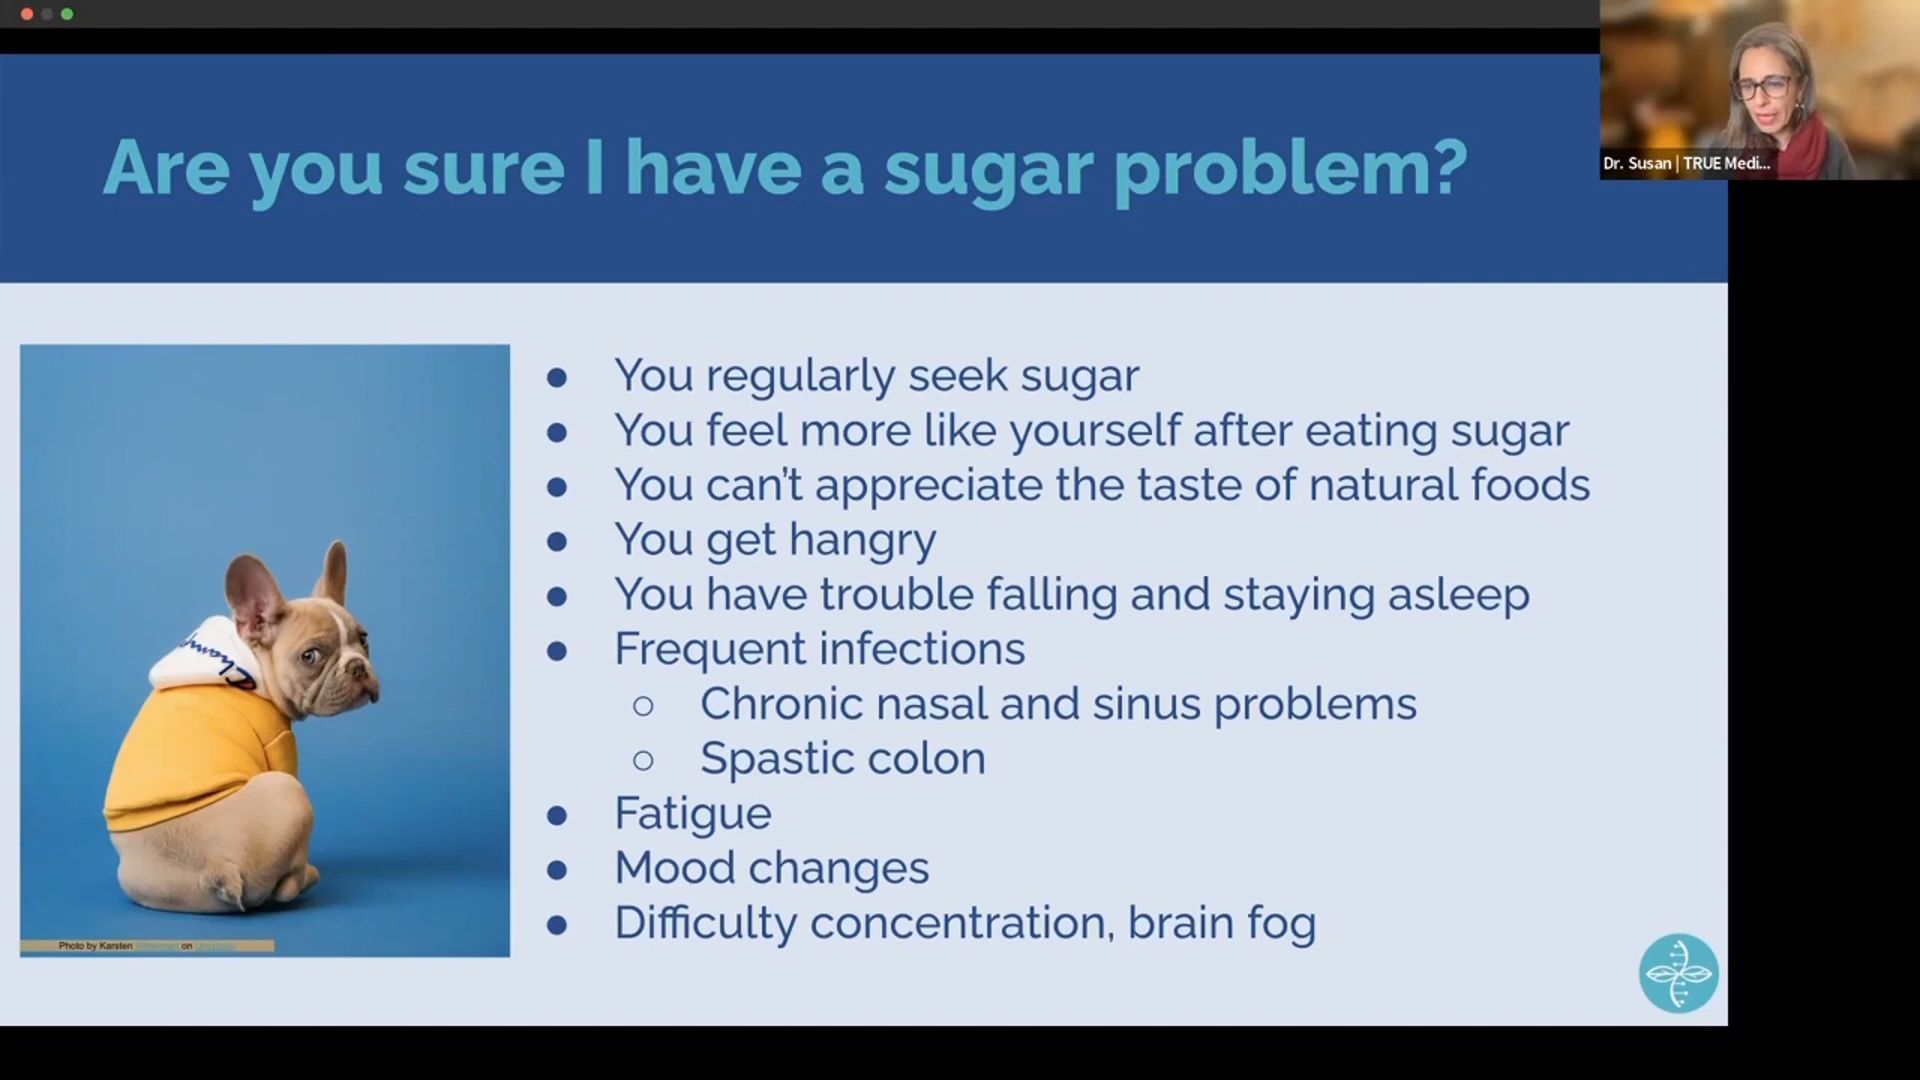 Are you sure I have a sugar problem?
Dr. Susan | TRUE Medi...
● You regularly seek sugar
● You feel more like yourself after eating sugar
● You can't appreciate the taste of natural foods
● You get hangry
● You have trouble falling and staying asleep
● Frequent infections
○ Chronic nasal and sinus problems
○ Spastic colon
● Fatigue
● Mood changes
● Difficulty concentration, brain fog
Champ
Photo by Karsten Winegeart on Unsplash